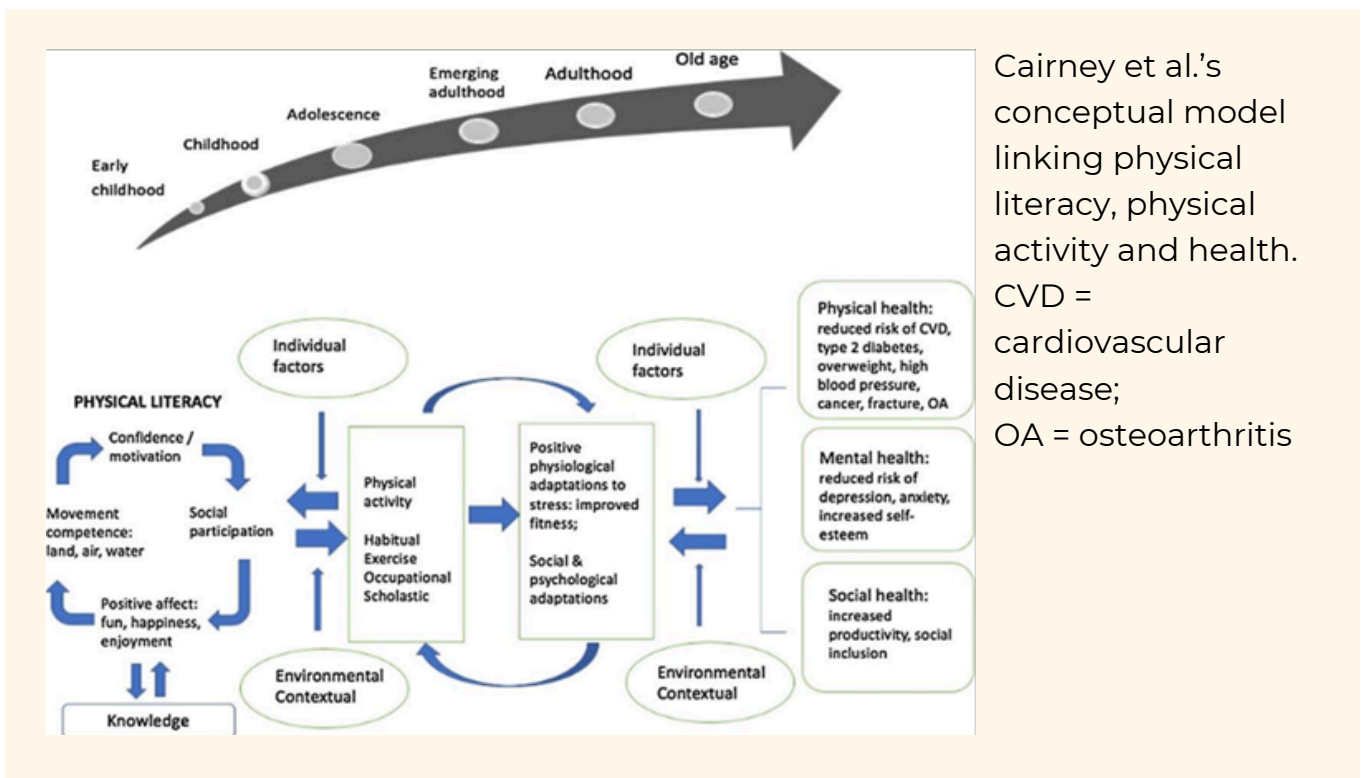 Early
childhood
Childhood
Adolescence
Emerging
adulthood
Adulthood
Old age
PHYSICAL LITERACY
Confidence /
motivation
Movement
competence:
land, air, water
Social
participation
Positive affect:
fun, happiness,
enjoyment
Knowledge
Individual
factors
Physical
activity
Habitual
Exercise
Occupational
Scholastic
Environmental
Contextual
Positive
physiological
adaptations to
stress: improved
fitness;
Social &
psychological
adaptations
Individual
factors
Environmental
Contextual
Physical health:
reduced risk of CVD,
type 2 diabetes,
overweight, high
blood pressure,
cancer, fracture, OA
Mental health:
reduced risk of
depression, anxiety,
increased self-
esteem
Social health:
increased
productivity, social
inclusion
Cairney et al.’s
conceptual model
linking physical
literacy, physical
activity and health.
CVD =
cardiovascular
disease;
OA = osteoarthritis